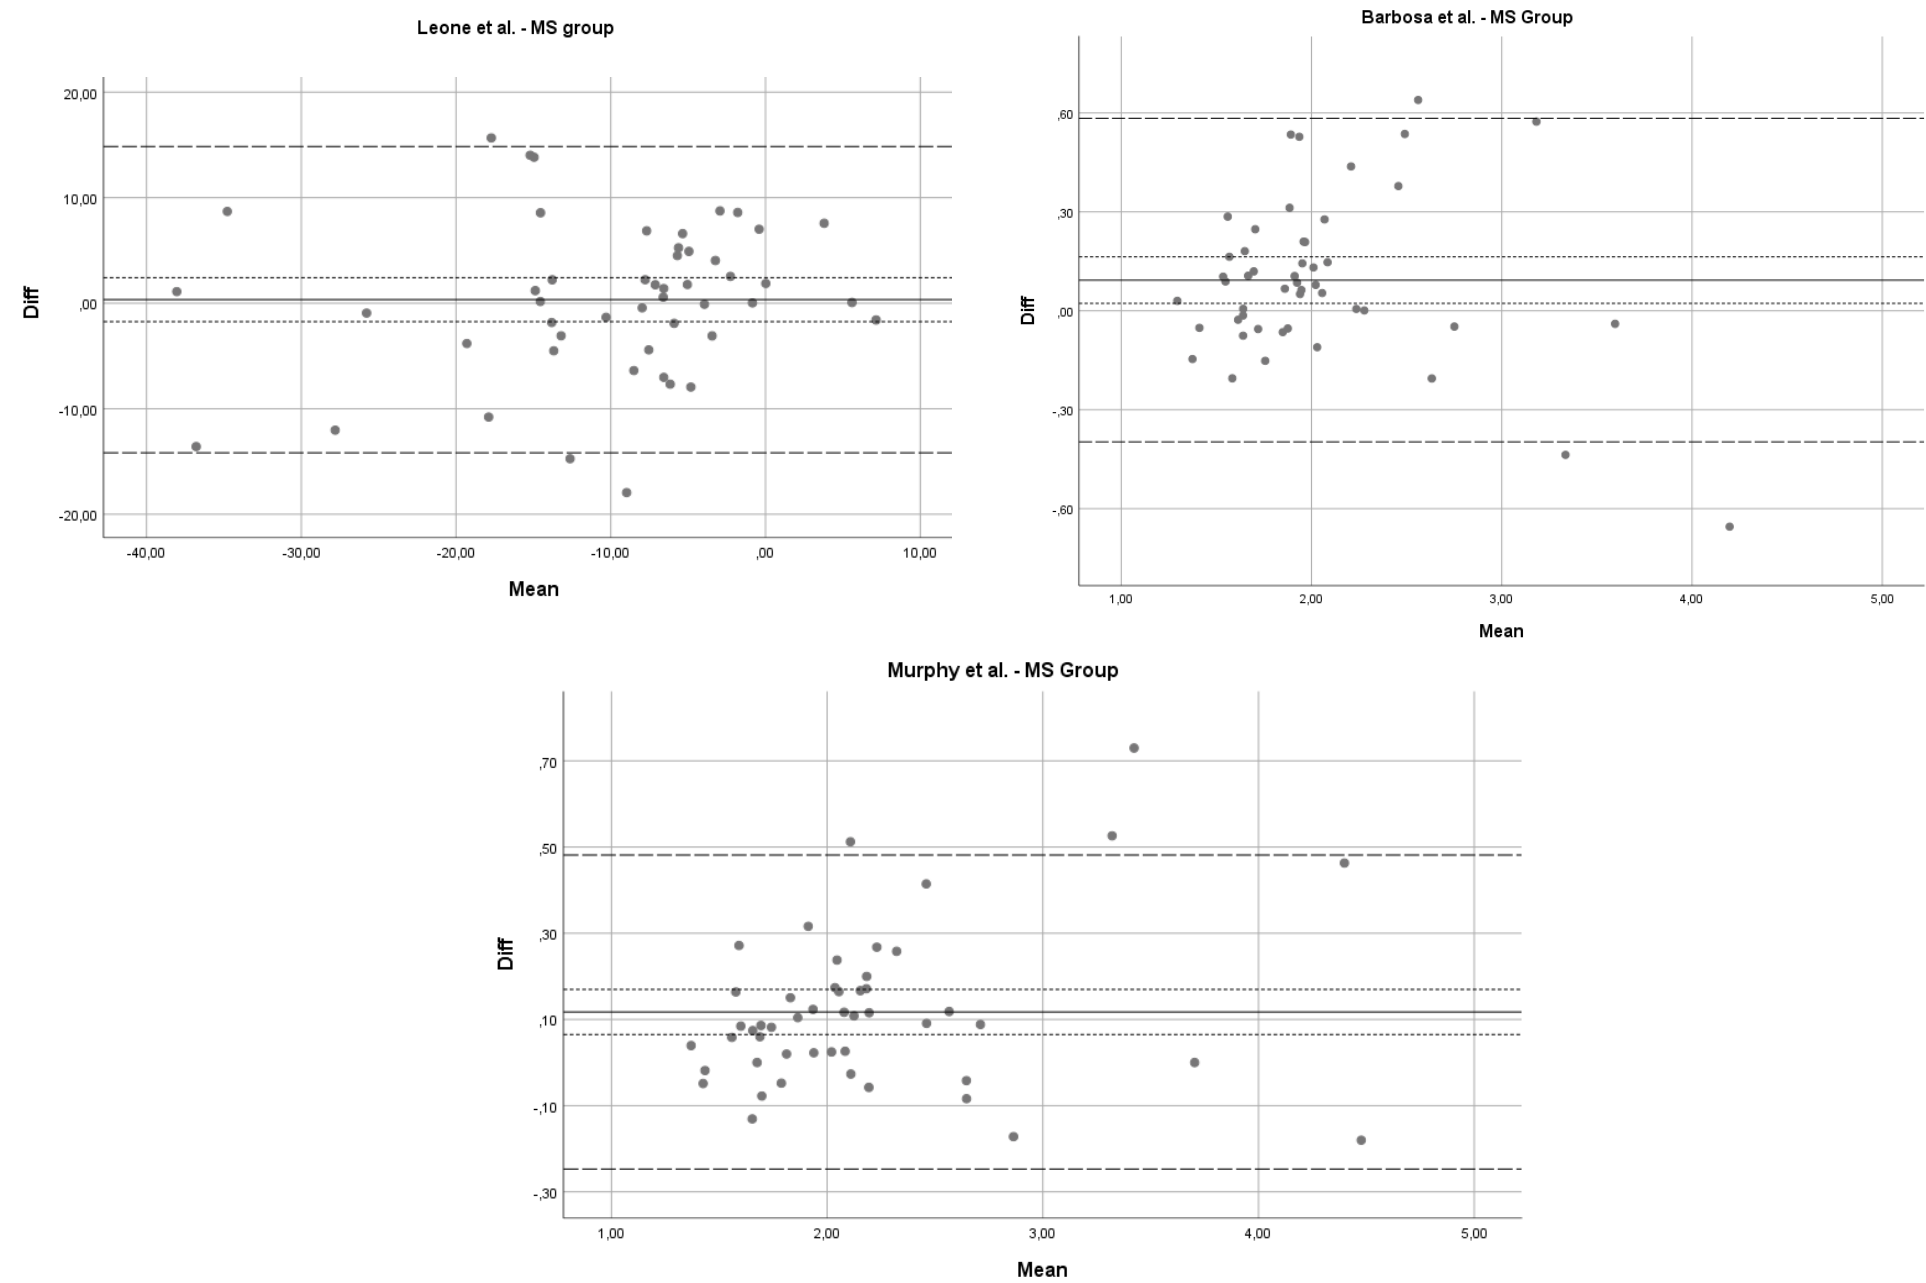 Leone et al. - MS group
20,00
10,00
,00
-10,00
-20,00
Diff
-40,00 -30,00 -20,00 -10,00 ,00 10,00
Mean
Barbosa et al. - MS Group
,60
,30
,00
-,30
-,60
Diff
1,00 2,00 3,00 4,00 5,00
Mean
Murphy et al. - MS Group
,70
,50
,30
,10
-,10
-,30
Diff
1,00 2,00 3,00 4,00 5,00
Mean